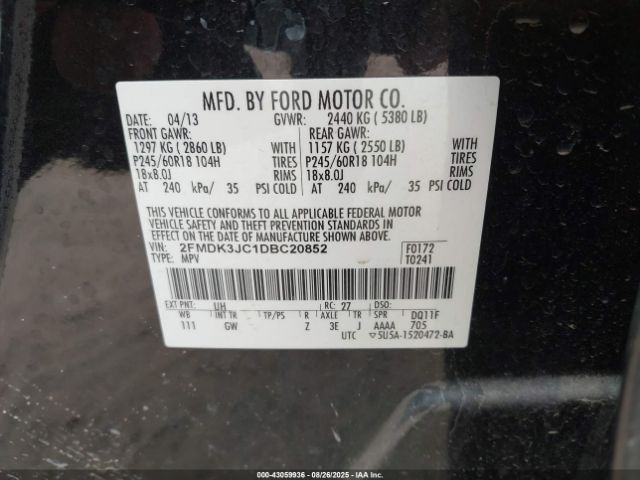 MFD. BY FORD MOTOR CO.
DATE: 04/13 GVWR: 2440 KG ( 5380 LB)
FRONT GAWR: REAR GAWR:
1297 KG ( 2860 LB) WITH 1157 KG ( 2550 LB) WITH
P245/60R18 104H TIRES P245/60R18 104H TIRES
18x8.0J RIMS 18x8.0J RIMS
AT 240 kPa/ 35 PSI COLD AT 240 kPa/ 35 PSI COLD
THIS VEHICLE CONFORMS TO ALL APPLICABLE FEDERAL MOTOR
VEHICLE SAFETY AND THEFT PREVENTION STANDARDS IN
EFFECT ON THE DATE OF MANUFACTURE SHOWN ABOVE.
VIN: 2FMDK3JC1DBC20852 F0172
TYPE: MPV T0241
EXT PNT: UH RC: 27 DSO:
WB INT TR TP/PS R AXLE TR SPR DQ11F
111 GW Z 3E J AAAA 705
UTC ▽5U5A-1520472-BA
000-43059936 - 08/26/2025 - IAA Inc.